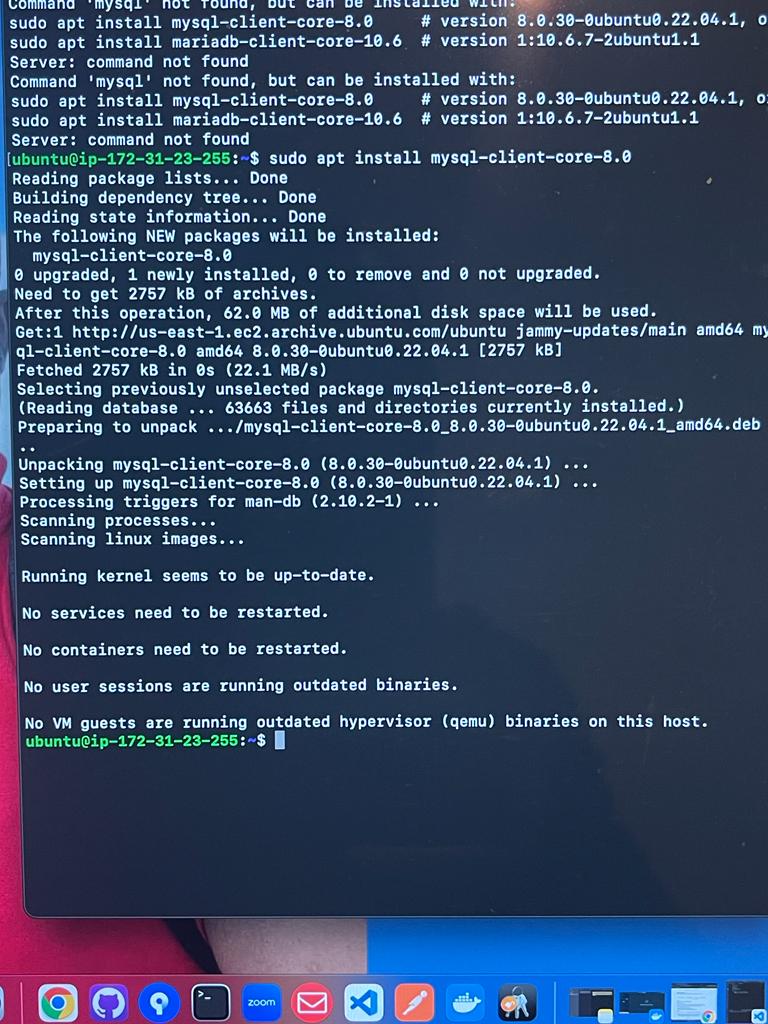 Command 'mysql' not found, but can be installed with:
sudo apt install mysql-client-core-8.0     # version 8.0.30-0ubuntu0.22.04.1, o
sudo apt install mariadb-client-core-10.6  # version 1:10.6.7-2ubuntu1.1
Server: command not found
Command 'mysql' not found, but can be installed with:
sudo apt install mysql-client-core-8.0     # version 8.0.30-0ubuntu0.22.04.1, o
sudo apt install mariadb-client-core-10.6  # version 1:10.6.7-2ubuntu1.1
Server: command not found
[ubuntu@ip-172-31-23-255:~$ sudo apt install mysql-client-core-8.0
Reading package lists... Done
Building dependency tree... Done
Reading state information... Done
The following NEW packages will be installed:
  mysql-client-core-8.0
0 upgraded, 1 newly installed, 0 to remove and 0 not upgraded.
Need to get 2757 kB of archives.
After this operation, 62.0 MB of additional disk space will be used.
Get:1 http://us-east-1.ec2.archive.ubuntu.com/ubuntu jammy-updates/main amd64 my
ql-client-core-8.0 amd64 8.0.30-0ubuntu0.22.04.1 [2757 kB]
Fetched 2757 kB in 0s (22.1 MB/s)
Selecting previously unselected package mysql-client-core-8.0.
(Reading database ... 63663 files and directories currently installed.)
Preparing to unpack .../mysql-client-core-8.0_8.0.30-0ubuntu0.22.04.1_amd64.deb
..
Unpacking mysql-client-core-8.0 (8.0.30-0ubuntu0.22.04.1) ...
Setting up mysql-client-core-8.0 (8.0.30-0ubuntu0.22.04.1) ...
Processing triggers for man-db (2.10.2-1) ...
Scanning processes...
Scanning linux images...
Running kernel seems to be up-to-date.
No services need to be restarted.
No containers need to be restarted.
No user sessions are running outdated binaries.
No VM guests are running outdated hypervisor (qemu) binaries on this host.
ubuntu@ip-172-31-23-255:~$
zoom